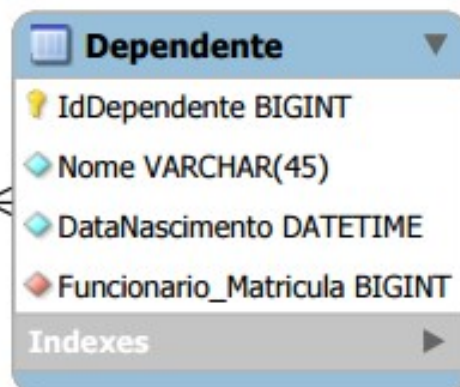 Dependente
IdDependente BIGINT
Nome VARCHAR(45)
DataNascimento DATETIME
Funcionario_Matricula BIGINT
Indexes